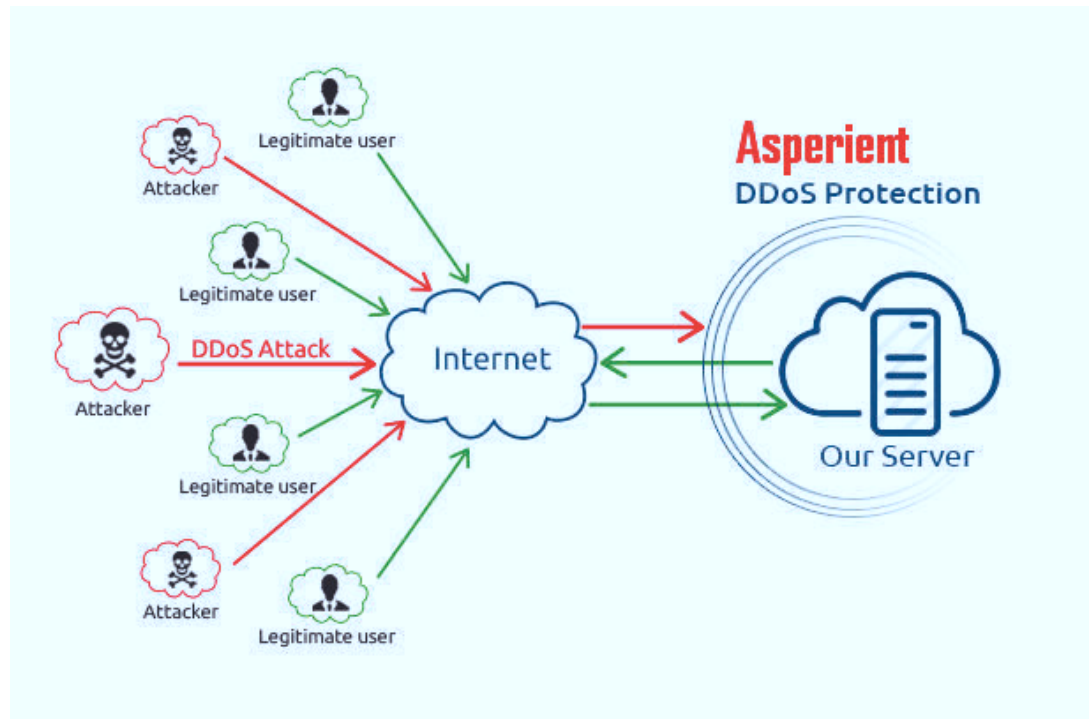 Legitimate user
Attacker
Legitimate user
DDoS Attack
Attacker
Legitimate user
Attacker
Legitimate user
Internet
Asperient
DDoS Protection
Our Server